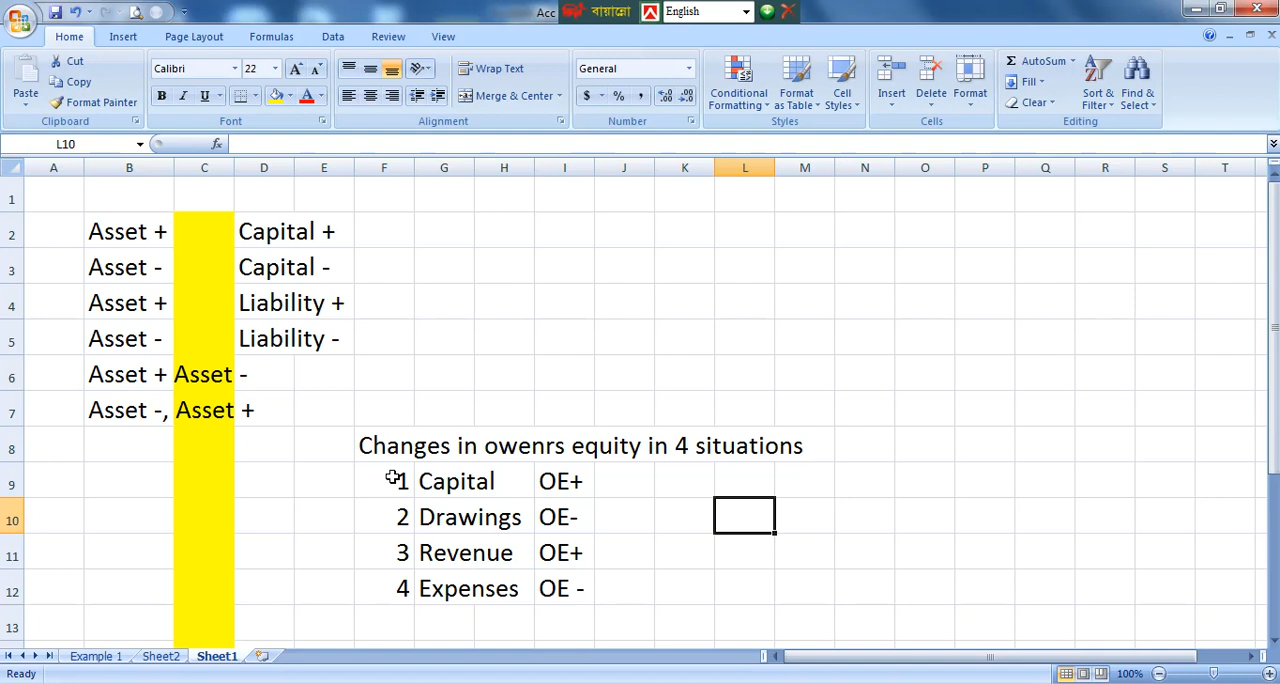 Acc বায়ান্নো English
Home Insert Page Layout Formulas Data Review View
Paste Cut Copy Format Painter Clipboard
Calibri 22 A A B I U A Font
Wrap Text Merge & Center Alignment
General $ % , Number
Conditional Formatting Format as Table Cell Styles Styles
Insert Delete Format Cells
Σ AutoSum Fill Clear Sort & Filter Find & Select Editing
L10 fx
A B C D E F G H I J K L M N O P Q R S T
1
2 Asset + Capital +
3 Asset - Capital -
4 Asset + Liability +
5 Asset - Liability -
6 Asset + Asset -
7 Asset -, Asset +
8 Changes in owenrs equity in 4 situations
9 1 Capital OE+
10 2 Drawings OE-
11 3 Revenue OE+
12 4 Expenses OE -
13
Example 1 Sheet2 Sheet1
Ready 100%